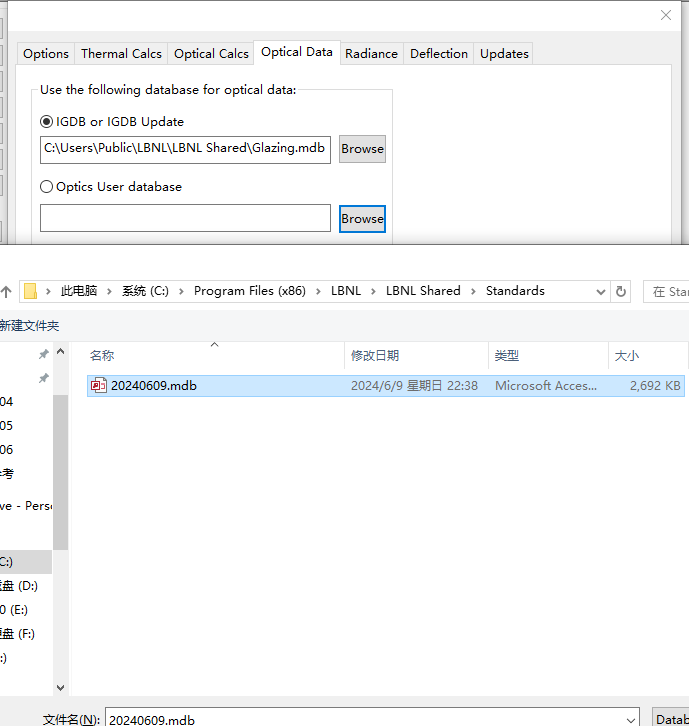 Options Thermal Calcs Optical Calcs Optical Data Radiance Deflection Updates
Use the following database for optical data:
IGDB or IGDB Update
C:\Users\Public\LBNL\LBNL Shared\Glazing.mdb Browse
Optics User database
Browse
此电脑 › 系统 (C:) › Program Files (x86) › LBNL › LBNL Shared › Standards
在 Star
新建文件夹
名称 修改日期 类型 大小
20240609.mdb 2024/6/9 星期日 22:38 Microsoft Acces... 2,692 KB
04
05
06
考
ve - Perso
C:)
盘 (D:)
0 (E:)
盘 (F:)
:)
文件名(N): 20240609.mdb Datab